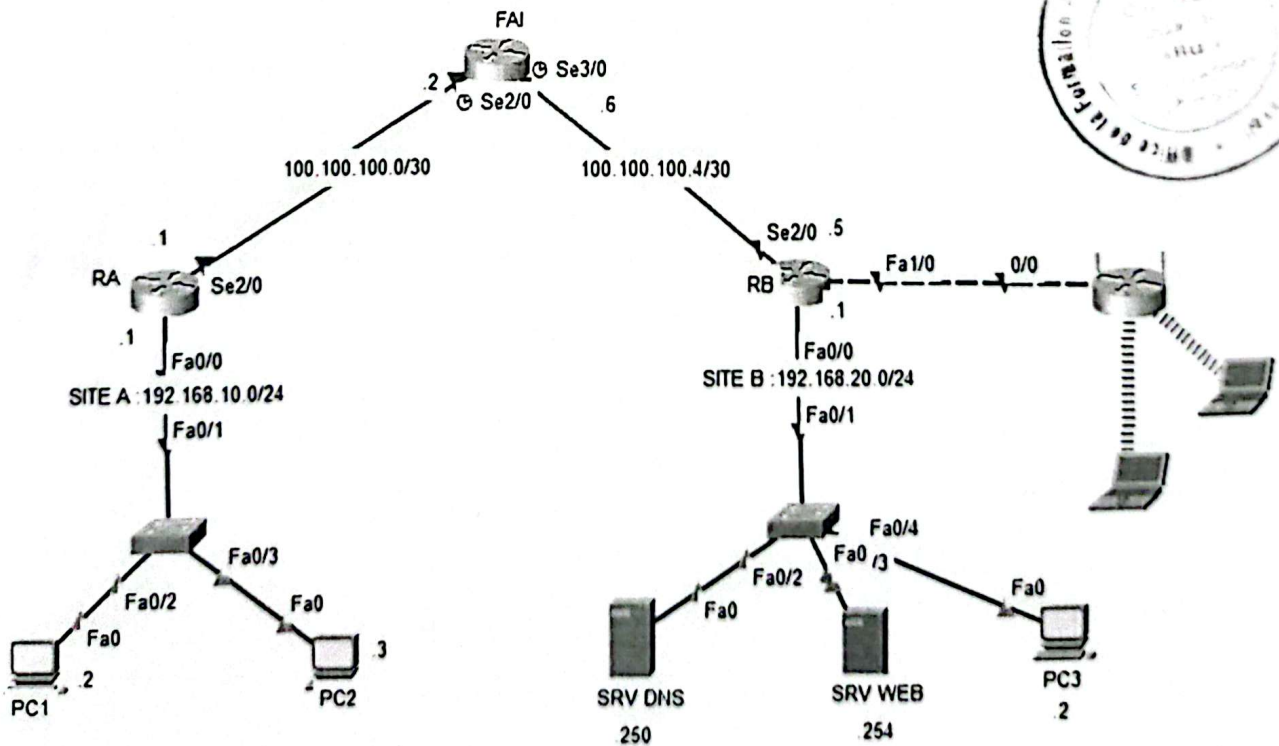 FAI
Se3/0
.2
Se2/0
.6
100.100.100.0/30
100.100.100.4/30
.1
Se2/0 .5
RA
Se2/0
RB
Fa1/0
0/0
.1
.1
Fa0/0
Fa0/0
SITE A :192.168.10.0/24
SITE B :192.168.20.0/24
Fa0/1
Fa0/1
Fa0/3
Fa0/4
Fa0/2
Fa0
Fa0/2
Fa0
/3
Fa0
Fa0
Fa0
.2
.3
PC1
PC2
SRV DNS
SRV WEB
PC3
.250
.254
.2
de la Formation